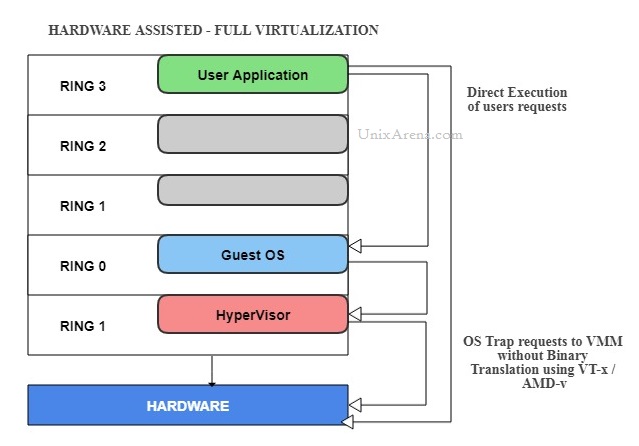 HARDWARE ASSISTED - FULL VIRTUALIZATION
RING 3
User Application
Direct Execution
of users requests
UnixArena.com
RING 2
RING 1
RING 0
Guest OS
RING 1
HyperVisor
OS Trap requests to VMM
without Binary
Translation using VT-x /
AMD-v
HARDWARE